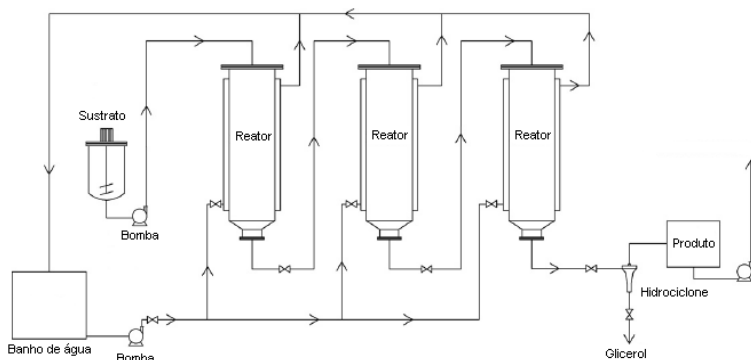 Sustrato
Reator
Reator
Reator
Bomba
Produto
Hidrociclone
Banho de água
Bomba
Glicerol